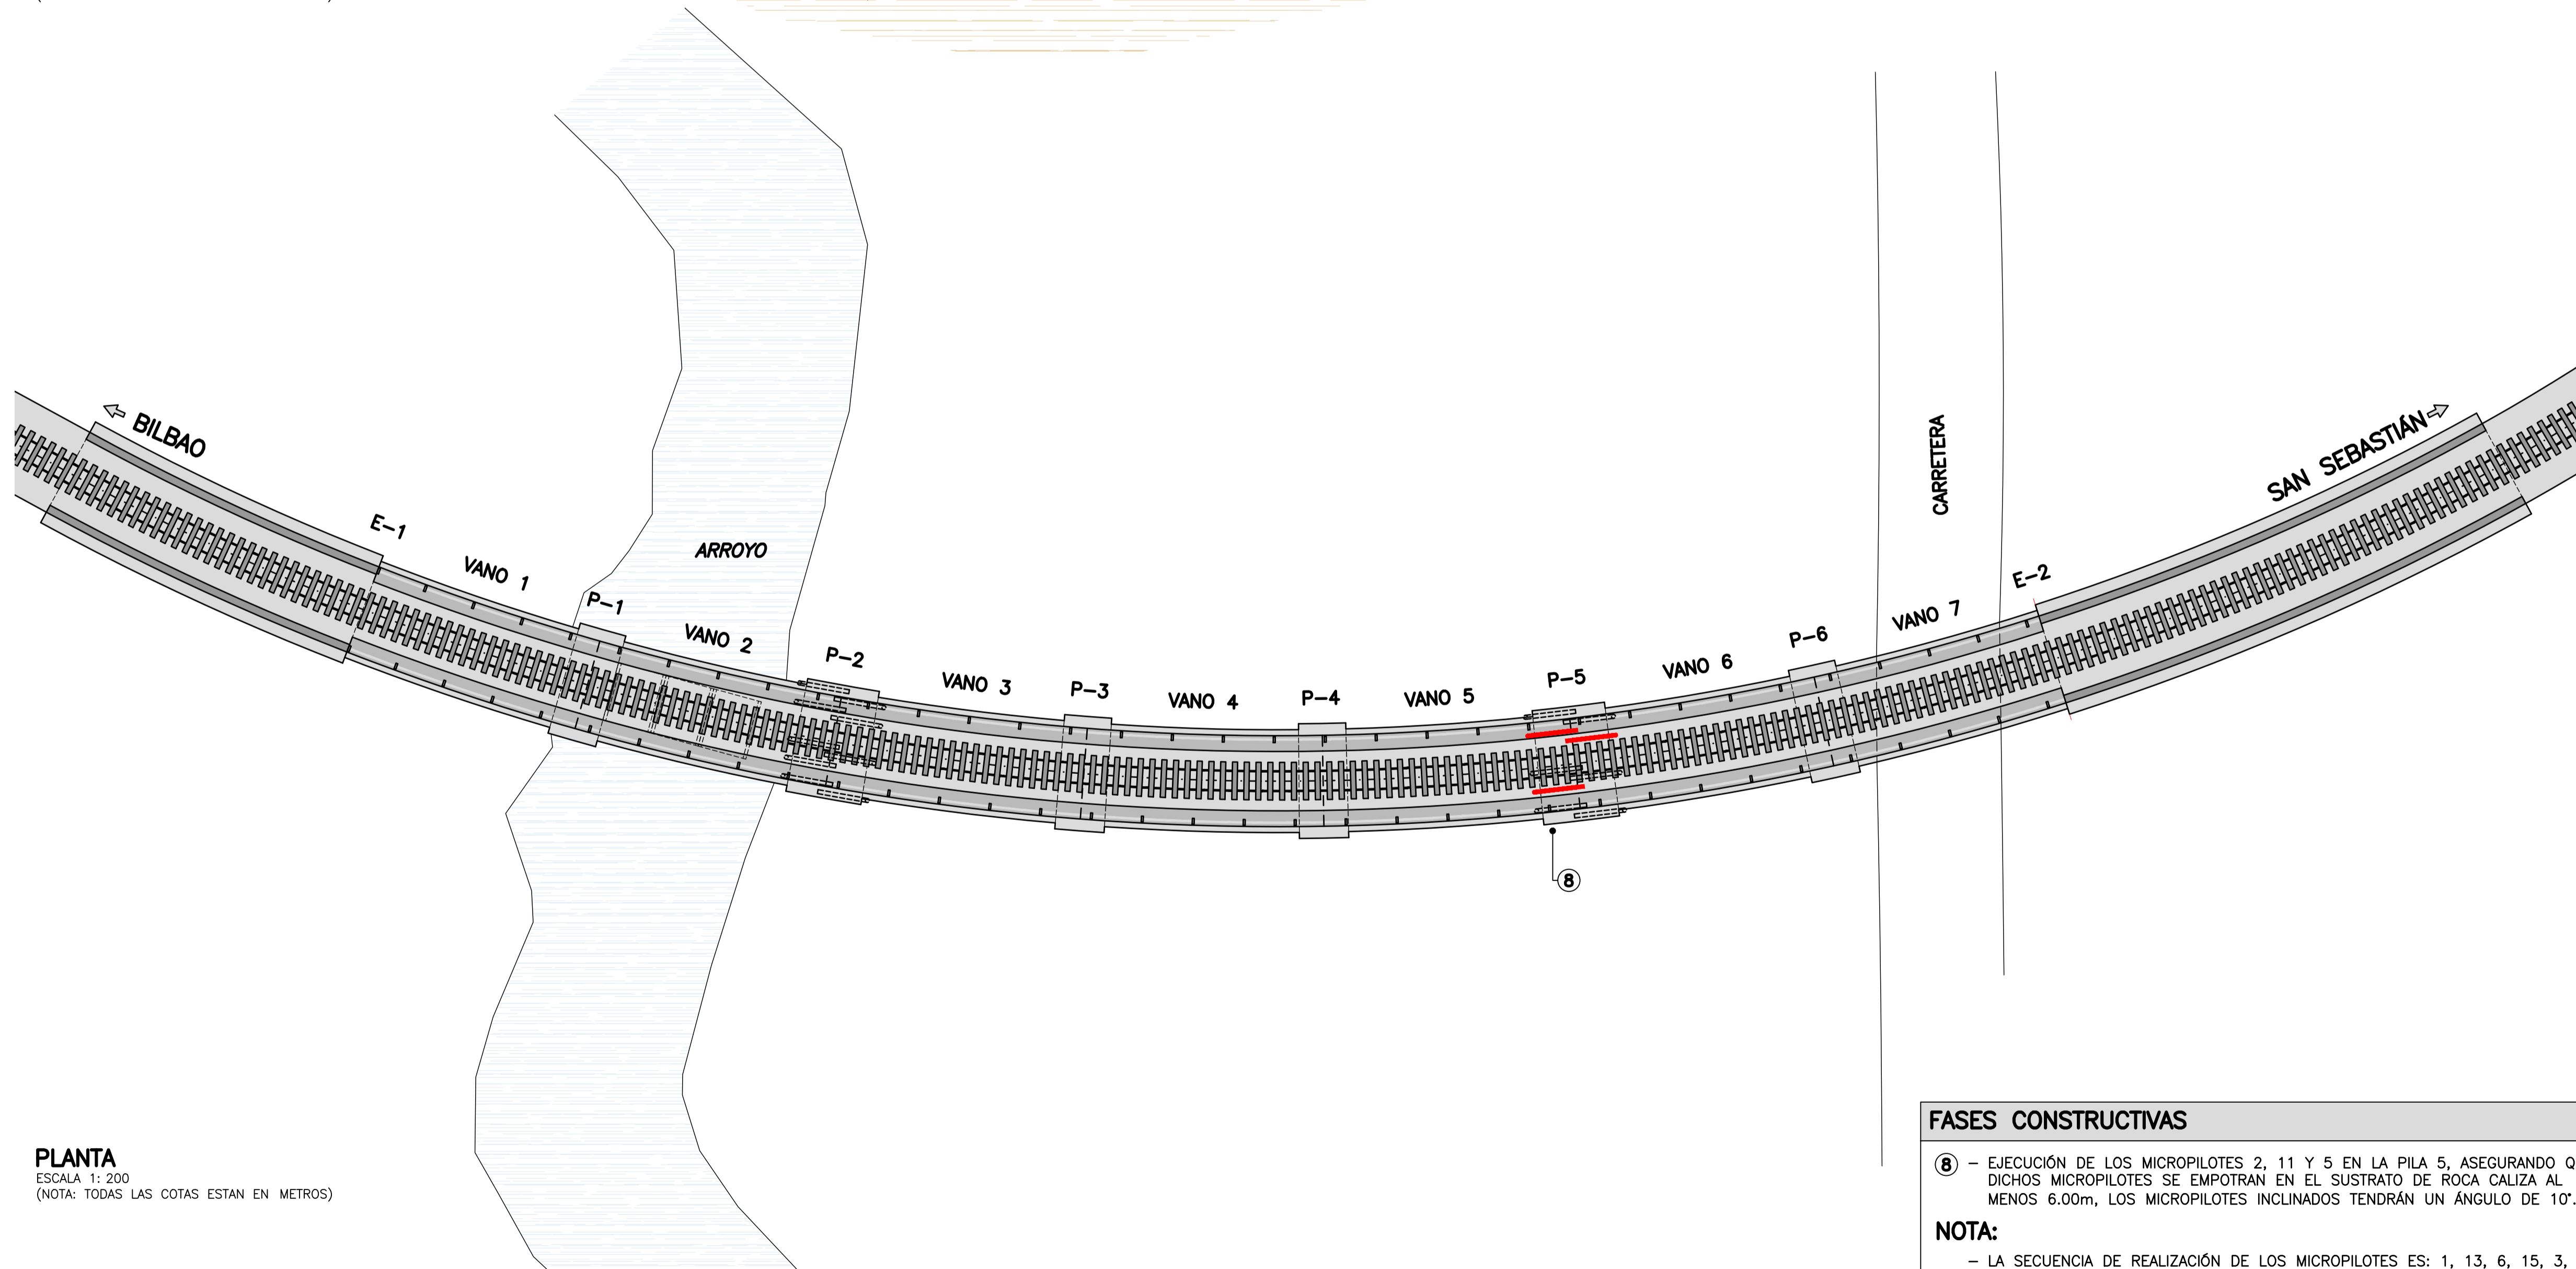 BILBAO
E-1
VANO 1
P-1
ARROYO
VANO 2
P-2
VANO 3
P-3
VANO 4
P-4
VANO 5
P-5
VANO 6
P-6
VANO 7
E-2
CARRETERA
SAN SEBASTIÁN
8
PLANTA
ESCALA 1: 200
(NOTA: TODAS LAS COTAS ESTAN EN METROS)
FASES CONSTRUCTIVAS
8 – EJECUCIÓN DE LOS MICROPILOTES 2, 11 Y 5 EN LA PILA 5, ASEGURANDO
DICHOS MICROPILOTES SE EMPOTRAN EN EL SUSTRATO DE ROCA CALIZA AL
MENOS 6.00m, LOS MICROPILOTES INCLINADOS TENDRÁN UN ÁNGULO DE 10°.
NOTA:
– LA SECUENCIA DE REALIZACIÓN DE LOS MICROPILOTES ES: 1, 13, 6, 15, 3,